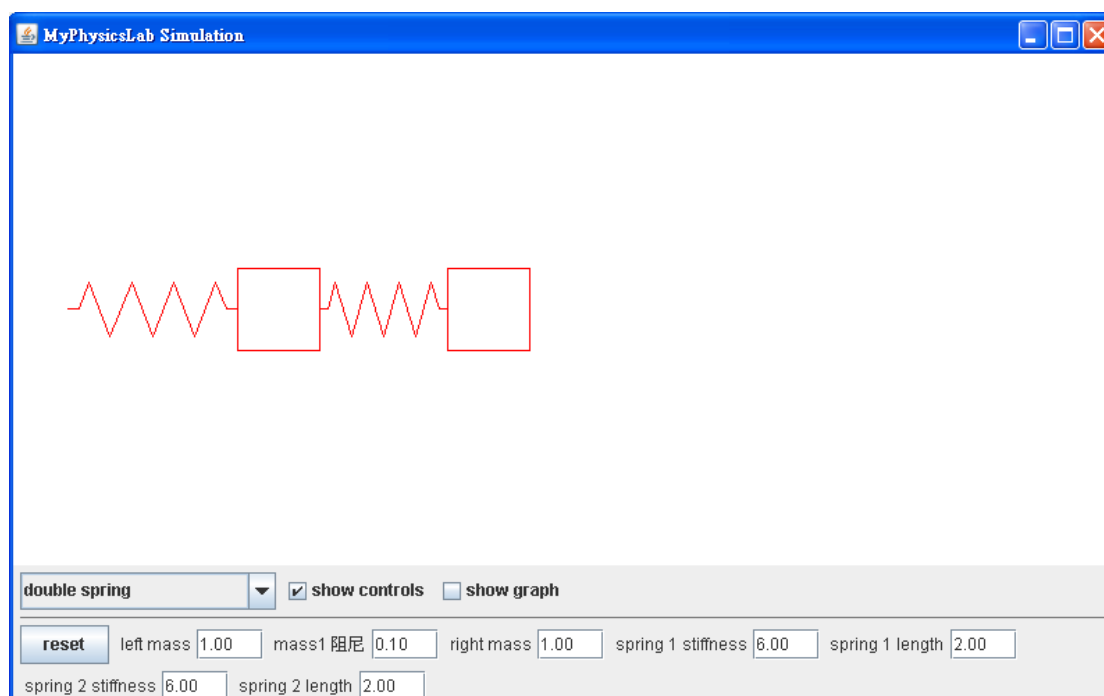 MyPhysicsLab Simulation
double spring show controls show graph
reset left mass 1.00 mass1 阻尼 0.10 right mass 1.00 spring 1 stiffness 6.00 spring 1 length 2.00
spring 2 stiffness 6.00 spring 2 length 2.00